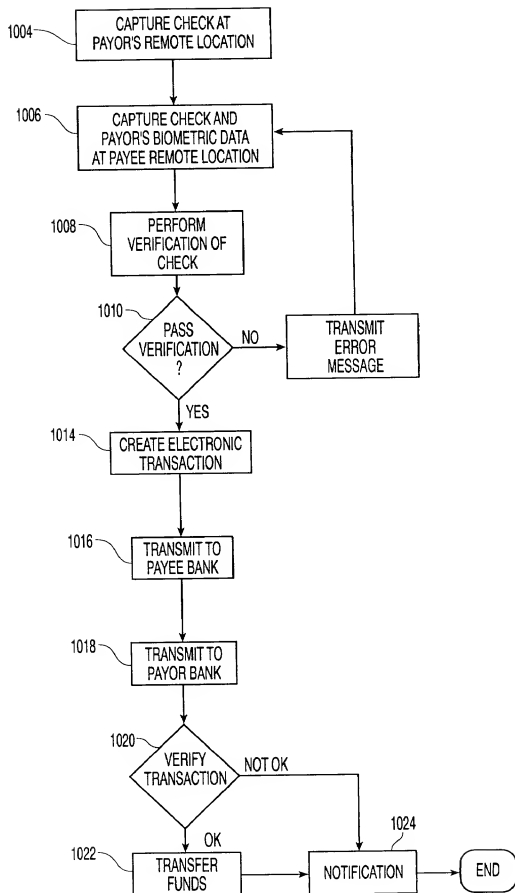 1004
CAPTURE CHECK AT
PAYOR'S REMOTE LOCATION
1006
CAPTURE CHECK AND
PAYOR'S BIOMETRIC DATA
AT PAYEE REMOTE LOCATION
1008
PERFORM
VERIFICATION OF
CHECK
1010
PASS
VERIFICATION
?
NO
TRANSMIT
ERROR
MESSAGE
YES
1014
CREATE ELECTRONIC
TRANSACTION
1016
TRANSMIT TO
PAYEE BANK
1018
TRANSMIT TO
PAYOR BANK
1020
VERIFY
TRANSACTION
NOT OK
OK
1022
TRANSFER
FUNDS
1024
NOTIFICATION
END